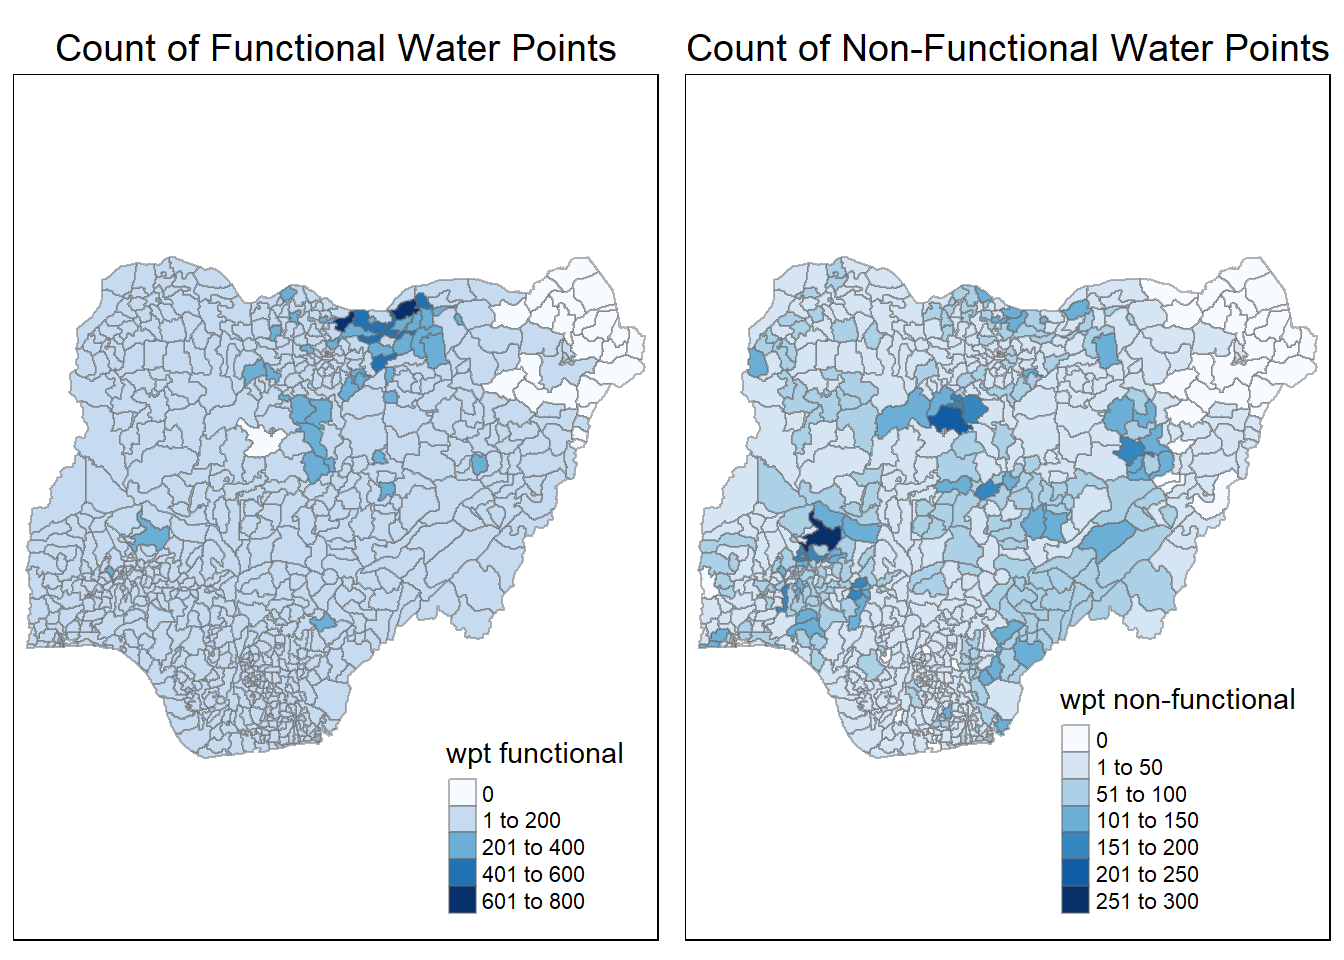 Count of Functional Water Points
Count of Non-Functional Water Points
wpt functional
0
1 to 200
201 to 400
401 to 600
601 to 800
wpt non-functional
0
1 to 50
51 to 100
101 to 150
151 to 200
201 to 250
251 to 300